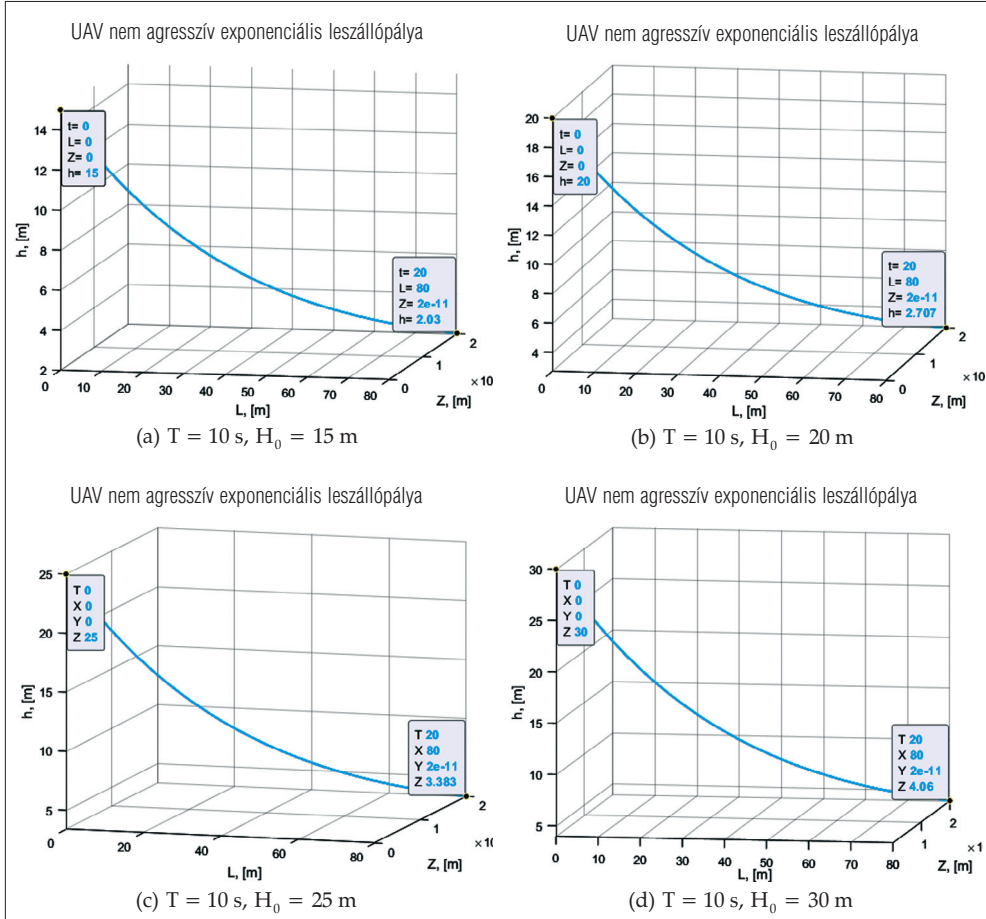 UAV nem agresszív exponenciális leszállópálya
t= 0
L= 0
Z= 0
h= 15
14
12
10
8
6
4
2
h, [m]
t= 20
L= 80
Z= 2e-11
h= 2.03
0 10 20 30 40 50 60 70 80
L, [m]
0 1 2
×10
Z, [m]
(a) T = 10 s, H₀ = 15 m
UAV nem agresszív exponenciális leszállópálya
t= 0
L= 0
Z= 0
h= 20
20
18
16
14
12
10
8
6
4
h, [m]
t= 20
L= 80
Z= 2e-11
h= 2.707
0 10 20 30 40 50 60 70 80
L, [m]
0 1 2
×10
Z, [m]
(b) T = 10 s, H₀ = 20 m
UAV nem agresszív exponenciális leszállópálya
T 0
X 0
Y 0
Z 25
25
20
15
10
5
h, [m]
T 20
X 80
Y 2e-11
Z 3.383
0 20 40 60 80
L, [m]
0 1 2
Z, [m]
(c) T = 10 s, H₀ = 25 m
UAV nem agresszív exponenciális leszállópálya
T 0
X 0
Y 0
Z 30
30
25
20
15
10
5
h, [m]
T 20
X 80
Y 2e-11
Z 4.06
0 10 20 30 40 50 60 70 80
L, [m]
0 1 2
×1
Z, [m]
(d) T = 10 s, H₀ = 30 m